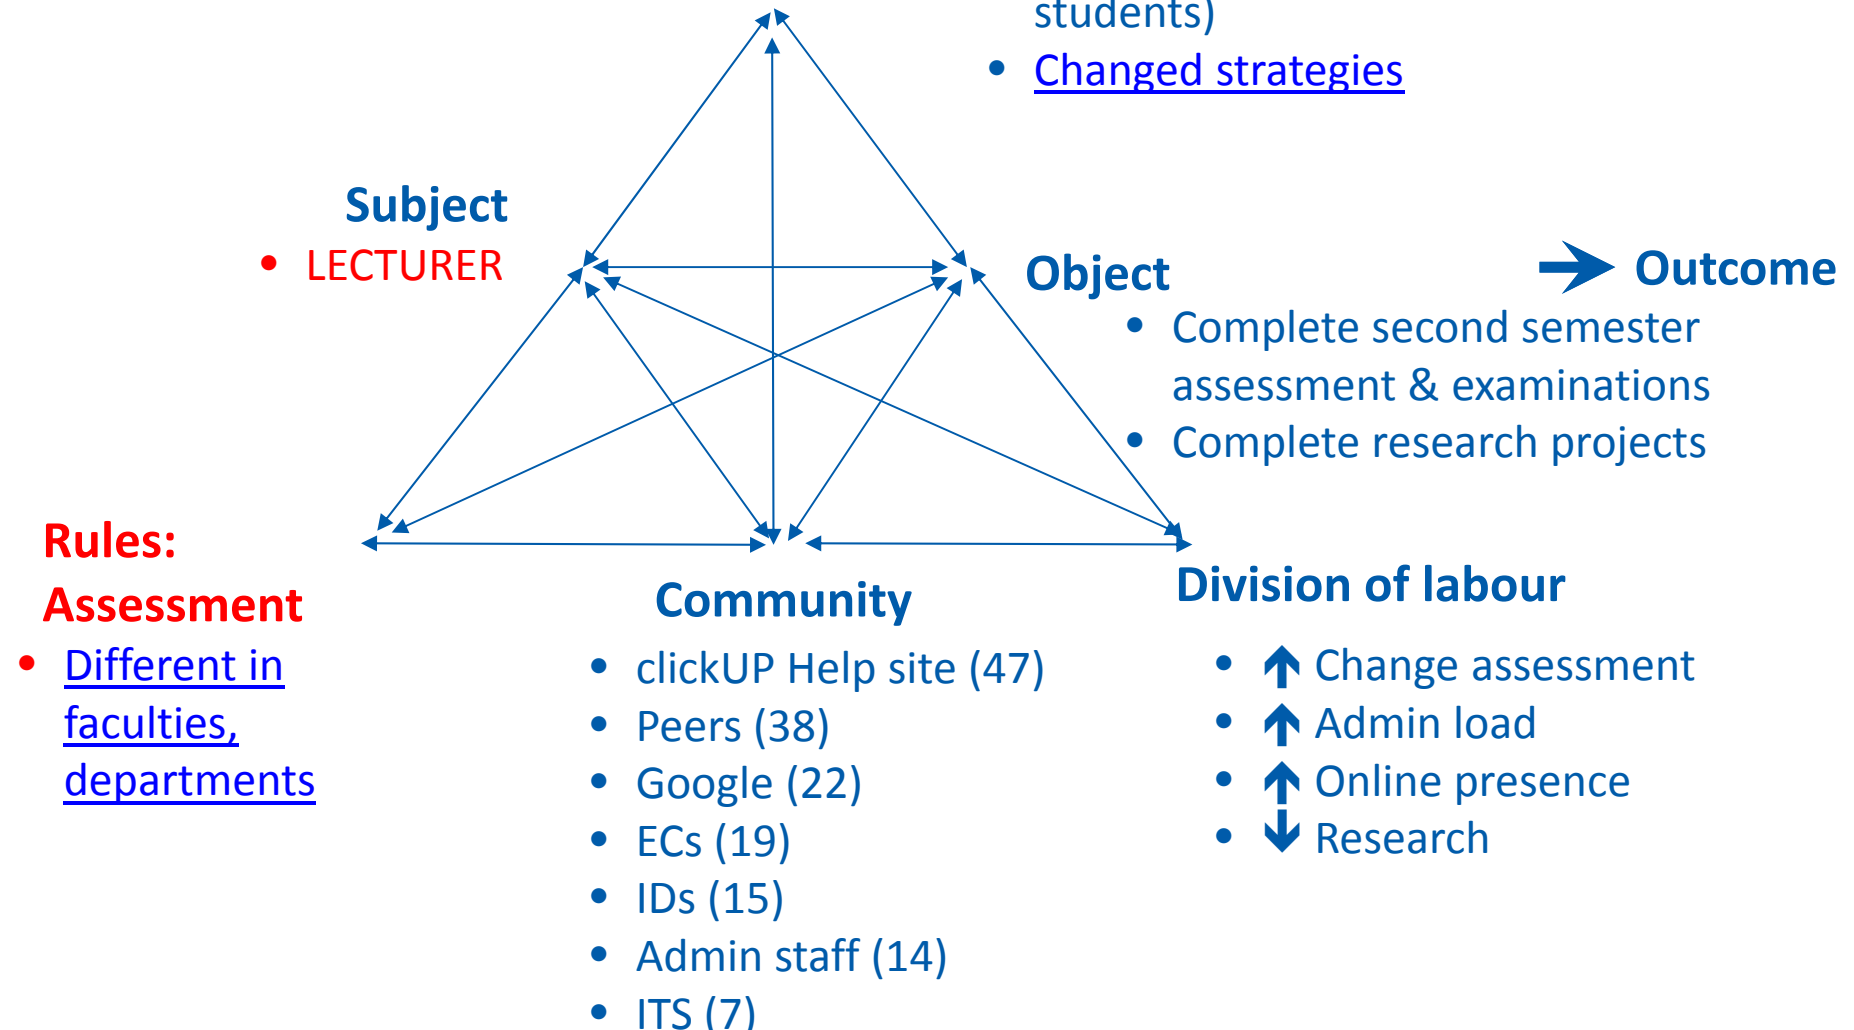 students)
• Changed strategies
Subject
• LECTURER
Object
Outcome
• Complete second semester
assessment & examinations
• Complete research projects
Rules:
Assessment
• Different in
faculties,
departments
Community
• clickUP Help site (47)
• Peers (38)
• Google (22)
• ECs (19)
• IDs (15)
• Admin staff (14)
• ITS (7)
Division of labour
• ↑ Change assessment
• ↑ Admin load
• ↑ Online presence
• ↓ Research